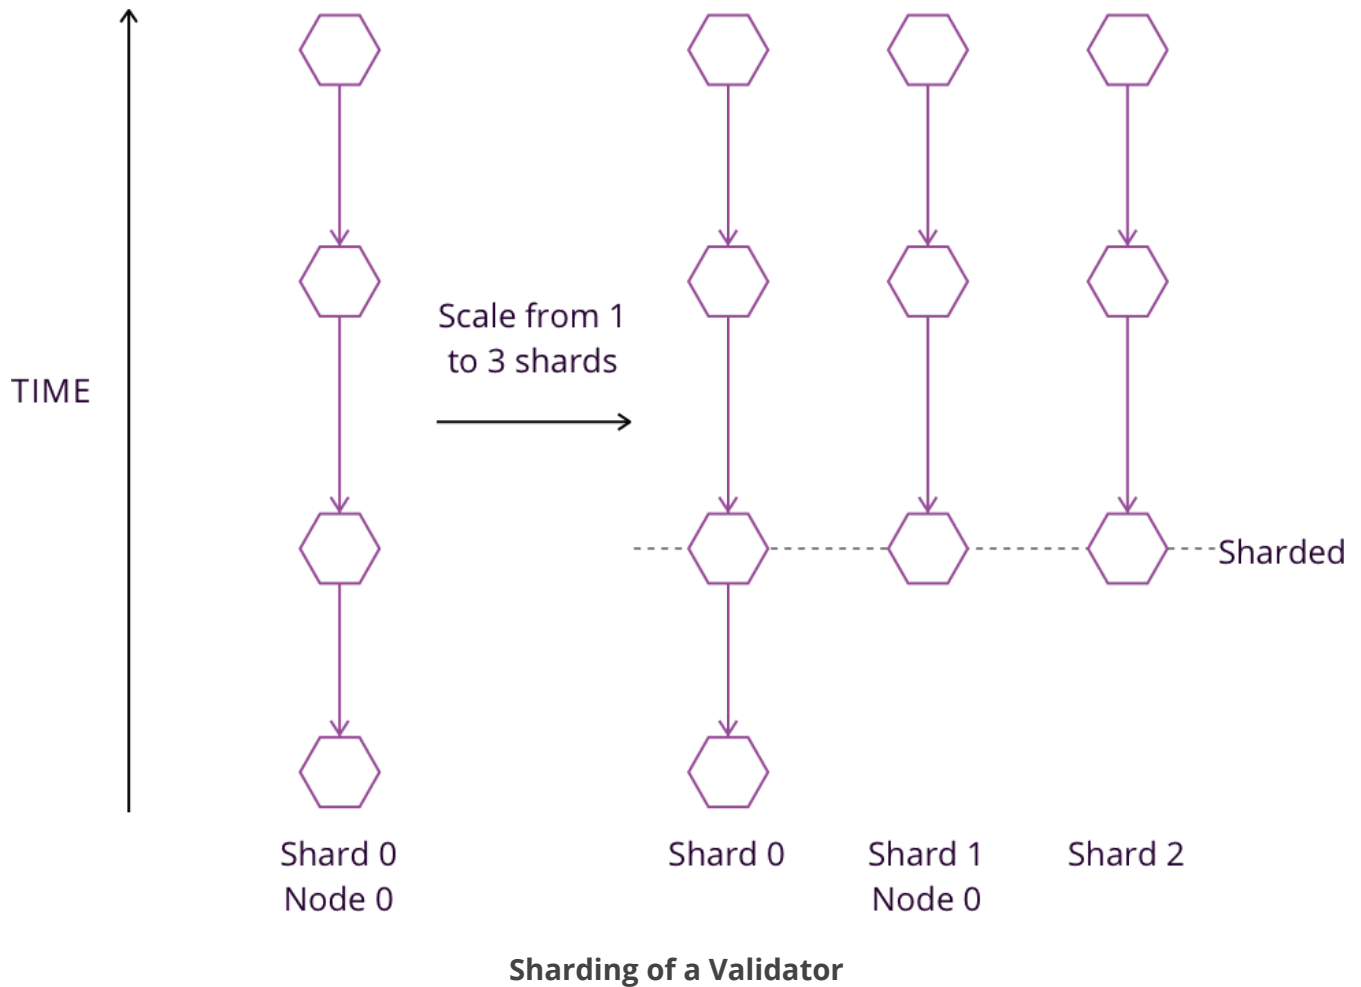 TIME
Scale from 1
to 3 shards
Sharded
Shard 0
Node 0
Shard 0
Shard 1
Node 0
Shard 2
Sharding of a Validator